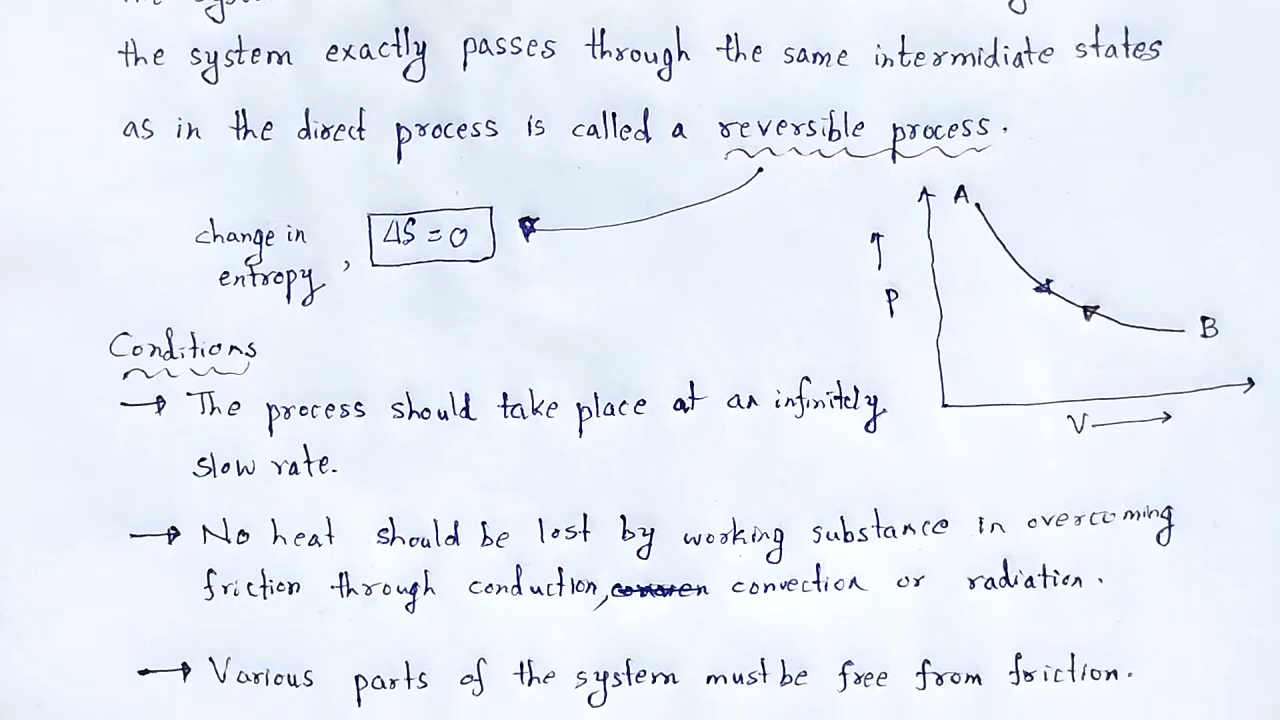 the system exactly passes through the same intermidiate states
as in the direct process is called a reversible process.
change in
entropy, ΔS = 0
A
P
B
V
Conditions
→ The process should take place at an infinitely
slow rate.
→ No heat should be lost by working substance in overcoming
friction through conduction, convection or radiation.
→ Various parts of the system must be free from friction.